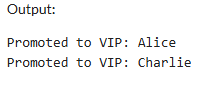 Output:
Promoted to VIP: Alice
Promoted to VIP: Charlie